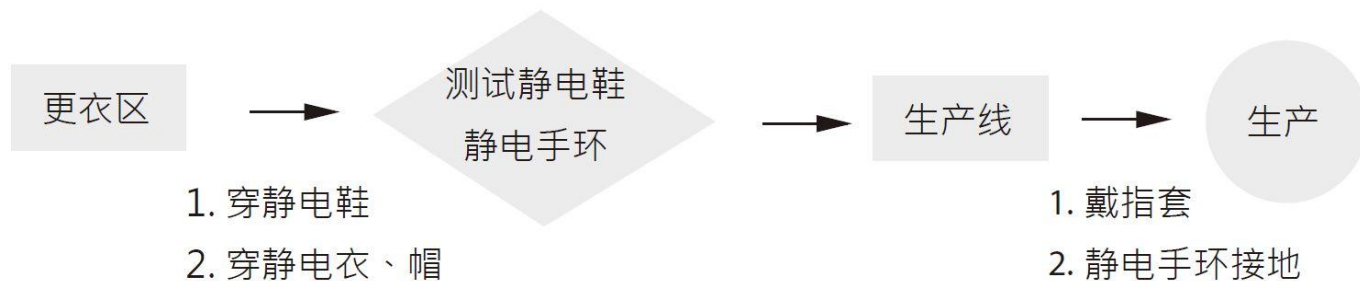 更衣区
测试静电鞋
静电手环
生产线
生产
1. 穿静电鞋
2. 穿静电衣、帽
1. 戴指套
2. 静电手环接地